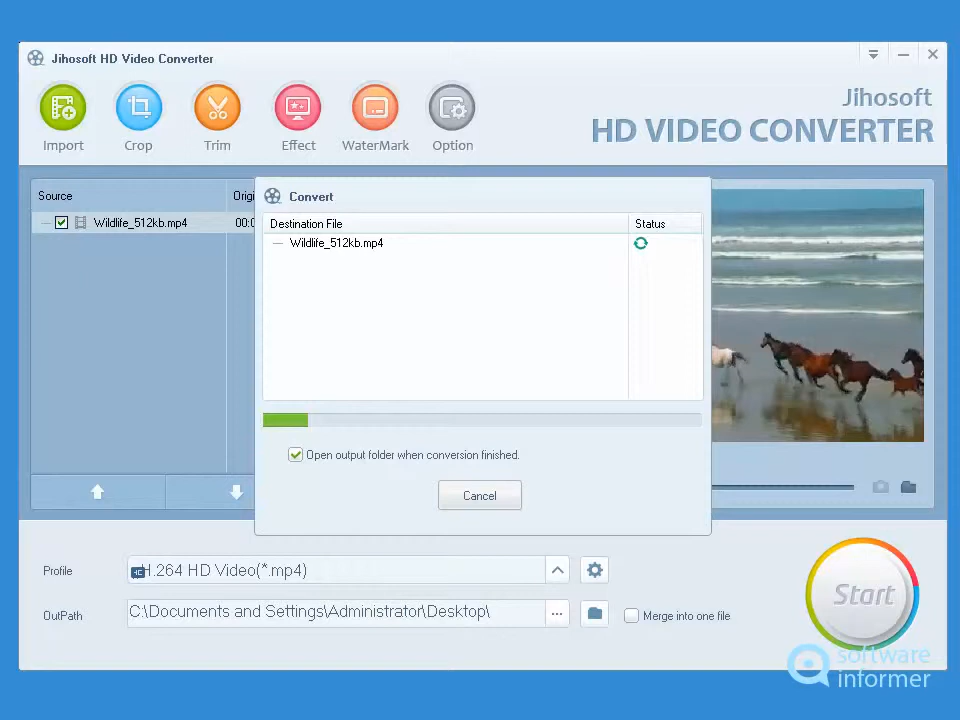 Jihosoft HD Video Converter
Import
Crop
Trim
Effect
WaterMark
Option
Jihosoft
HD VIDEO CONVERTER
Source
Origi
Wildlife_512kb.mp4
00:0
Convert
Destination File
Status
Wildlife_512kb.mp4
Open output folder when conversion finished.
Cancel
Profile
H.264 HD Video(*.mp4)
OutPath
C:\Documents and Settings\Administrator\Desktop\
...
Merge into one file
Start
software
informer